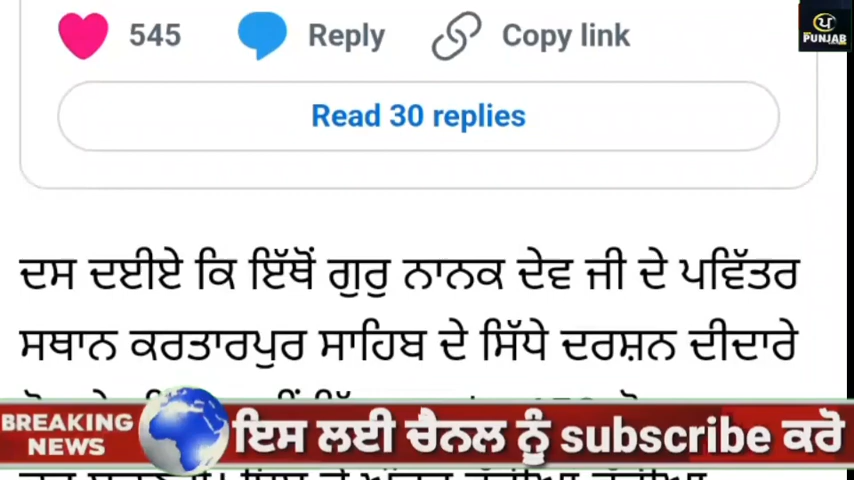 545 Reply Copy link
ਪੰ PUNJAB
Read 30 replies
ਦਸ ਦਈਏ ਕਿ ਇੱਥੋਂ ਗੁਰੂ ਨਾਨਕ ਦੇਵ ਜੀ ਦੇ ਪਵਿੱਤਰ
ਸਥਾਨ ਕਰਤਾਰਪੁਰ ਸਾਹਿਬ ਦੇ ਸਿੱਧੇ ਦਰਸ਼ਨ ਦੀਦਾਰੇ
BREAKING NEWS
ਇਸ ਲਈ ਚੈਨਲ ਨੂੰ subscribe ਕਰੋ